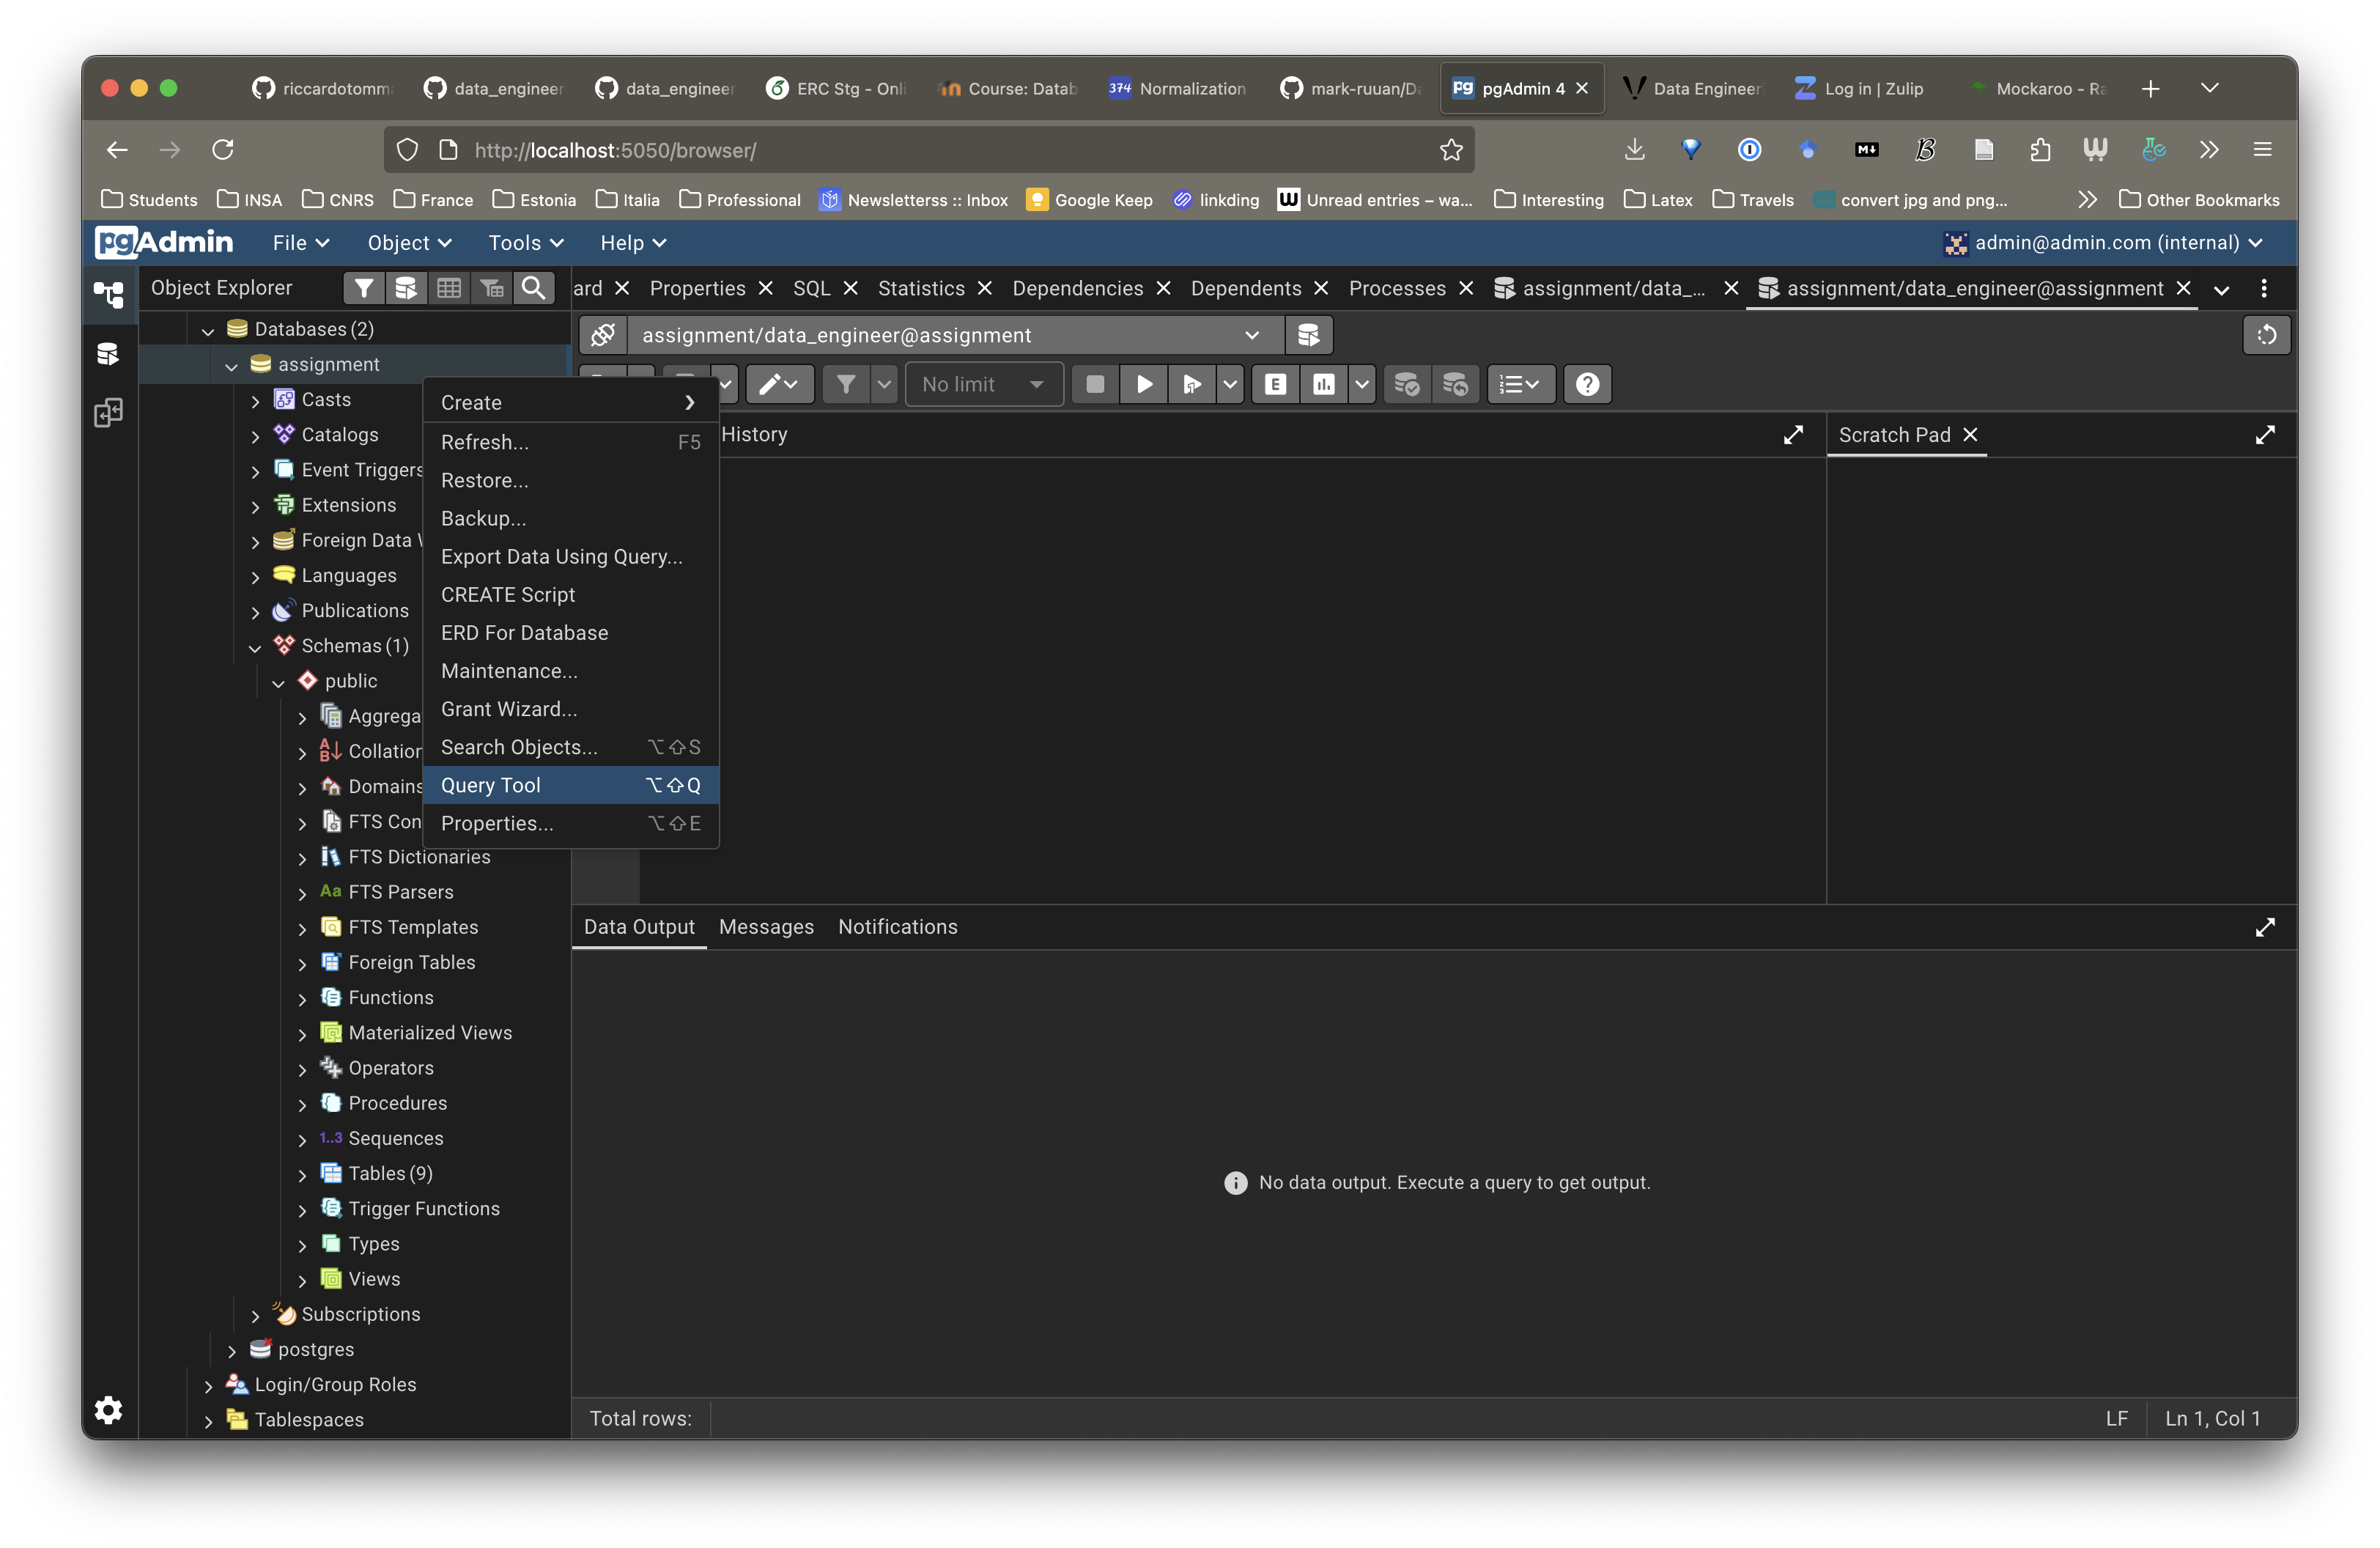 riccardotomm
data_engineer
data_engineer
ERC Stg - Onli
Course: Datab
374 Normalization
mark-ruuan/Da
pg pgAdmin 4
Data Engineer
Log in | Zulip
Mockaroo - Ra
http://localhost:5050/browser/
Students INSA CNRS France Estonia Italia Professional Newsletterss :: Inbox Google Keep linkding Unread entries – wa... Interesting Latex Travels convert jpg and png... Other Bookmarks
pgAdmin File Object Tools Help admin@admin.com (internal)
Object Explorer
ard Properties SQL Statistics Dependencies Dependents Processes assignment/data_... assignment/data_engineer@assignment
Databases (2)
assignment
Casts
Catalogs
Event Triggers
Extensions
Foreign Data
Languages
Publications
Schemas (1)
public
Aggrega
Collation
Domains
FTS Con
FTS Dictionaries
Aa FTS Parsers
FTS Templates
Foreign Tables
Functions
Materialized Views
Operators
Procedures
1..3 Sequences
Tables (9)
Trigger Functions
Types
Views
Subscriptions
postgres
Login/Group Roles
Tablespaces
Create
Refresh... F5
Restore...
Backup...
Export Data Using Query...
CREATE Script
ERD For Database
Maintenance...
Grant Wizard...
Search Objects... ⌥⇧S
Query Tool ⌥⇧Q
Properties... ⌥⇧E
assignment/data_engineer@assignment
No limit
E
History
Scratch Pad
Data Output Messages Notifications
No data output. Execute a query to get output.
Total rows:
LF Ln 1, Col 1